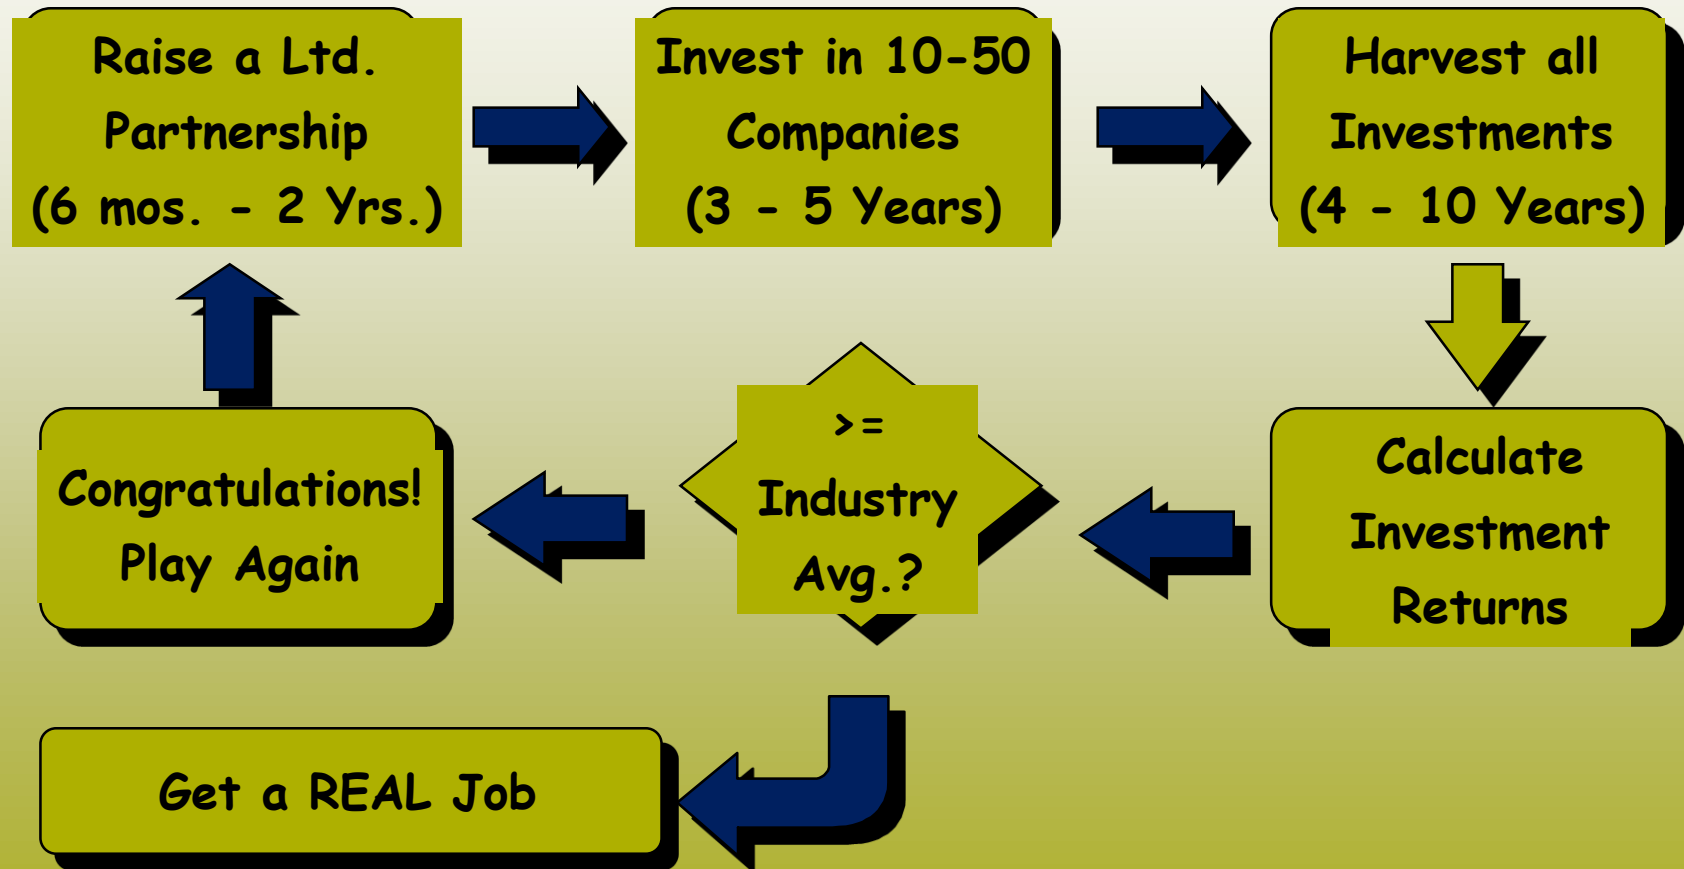 Raise a Ltd.
Partnership
(6 mos. - 2 Yrs.)
Invest in 10-50
Companies
(3 - 5 Years)
Harvest all
Investments
(4 - 10 Years)
Calculate
Investment
Returns
>=
Industry
Avg.?
Congratulations!
Play Again
Get a REAL Job